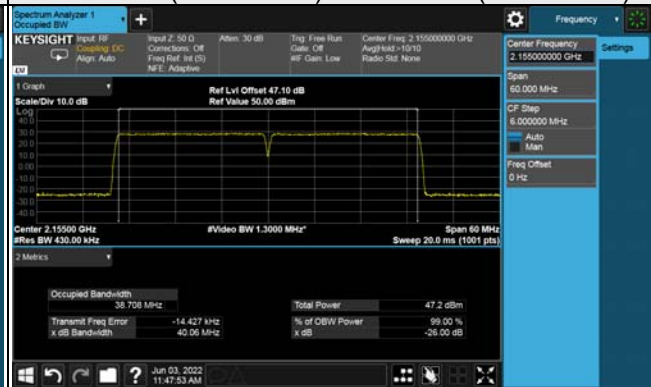 Spectrum Analyzer 1
Occupied BW
Frequency
KEYSIGHT
Input: RF
Coupling: DC
Align: Auto
Input Z: 50 Ω
Corrections: Off
Freq Ref: Int (S)
NFE: Adaptive
Atten: 30 dB
Trig: Free Run
Gate: Off
#IF Gain: Low
Center Freq: 2.155000000 GHz
Avg|Hold:>10/10
Radio Std: None
Center Frequency
2.155000000 GHz
Settings
Span
60.000 MHz
CF Step
6.000000 MHz
Auto
Man
Freq Offset
0 Hz
1 Graph
Scale/Div 10.0 dB
Ref Lvl Offset 47.10 dB
Ref Value 50.00 dBm
Log
40.0
30.0
20.0
10.0
0.00
-10.0
-20.0
-30.0
-40.0
Center 2.15500 GHz
#Res BW 430.00 kHz
#Video BW 1.3000 MHz*
Span 60 MHz
Sweep 20.0 ms (1001 pts)
2 Metrics
Occupied Bandwidth
38.708 MHz
Total Power
47.2 dBm
Transmit Freq Error
-14.427 kHz
% of OBW Power
99.00 %
x dB Bandwidth
40.06 MHz
x dB
-26.00 dB
?
Jun 03, 2022
11:47:53 AM